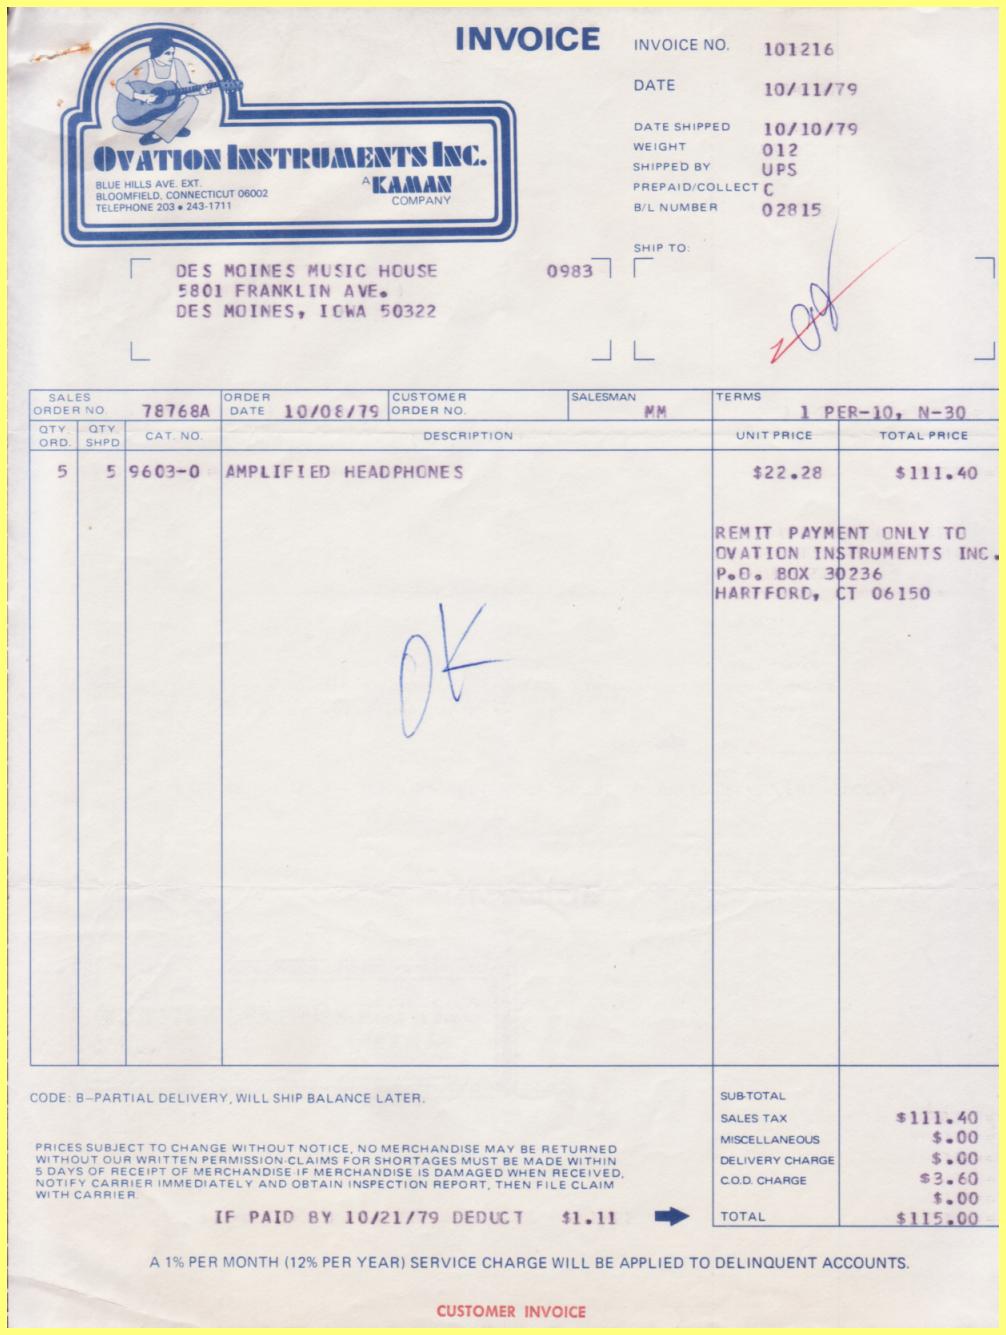 INVOICE
INVOICE NO. 101216
DATE 10/11/79
DATE SHIPPED 10/10/79
WEIGHT 012
SHIPPED BY UPS
PREPAID/COLLECT C
B/L NUMBER 02815
OVATION INSTRUMENTS INC.
BLUE HILLS AVE. EXT.
BLOOMFIELD, CONNECTICUT 06002
TELEPHONE 203 • 243-1711
A KAMAN
COMPANY
SHIP TO:
DES MOINES MUSIC HOUSE 0983
5801 FRANKLIN AVE.
DES MOINES, IOWA 50322
SALES ORDER NO. 78768A ORDER DATE 10/08/79 CUSTOMER ORDER NO. SALESMAN MM TERMS 1 PER-10, N-30
QTY. ORD. QTY SHPD CAT. NO. DESCRIPTION UNIT PRICE TOTAL PRICE
5 5 9603-0 AMPLIFIED HEADPHONES $22.28 $111.40
REMIT PAYMENT ONLY TO
OVATION INSTRUMENTS INC.
P.O. BOX 30236
HARTFORD, CT 06150
OK
CODE: B—PARTIAL DELIVERY, WILL SHIP BALANCE LATER.
SUB-TOTAL
SALES TAX $111.40
MISCELLANEOUS $.00
DELIVERY CHARGE $.00
C.O.D. CHARGE $3.60
$.00
TOTAL $115.00
PRICES SUBJECT TO CHANGE WITHOUT NOTICE, NO MERCHANDISE MAY BE RETURNED
WITHOUT OUR WRITTEN PERMISSION-CLAIMS FOR SHORTAGES MUST BE MADE WITHIN
5 DAYS OF RECEIPT OF MERCHANDISE IF MERCHANDISE IS DAMAGED WHEN RECEIVED,
NOTIFY CARRIER IMMEDIATELY AND OBTAIN INSPECTION REPORT, THEN FILE CLAIM
WITH CARRIER.
IF PAID BY 10/21/79 DEDUCT $1.11
A 1% PER MONTH (12% PER YEAR) SERVICE CHARGE WILL BE APPLIED TO DELINQUENT ACCOUNTS.
CUSTOMER INVOICE